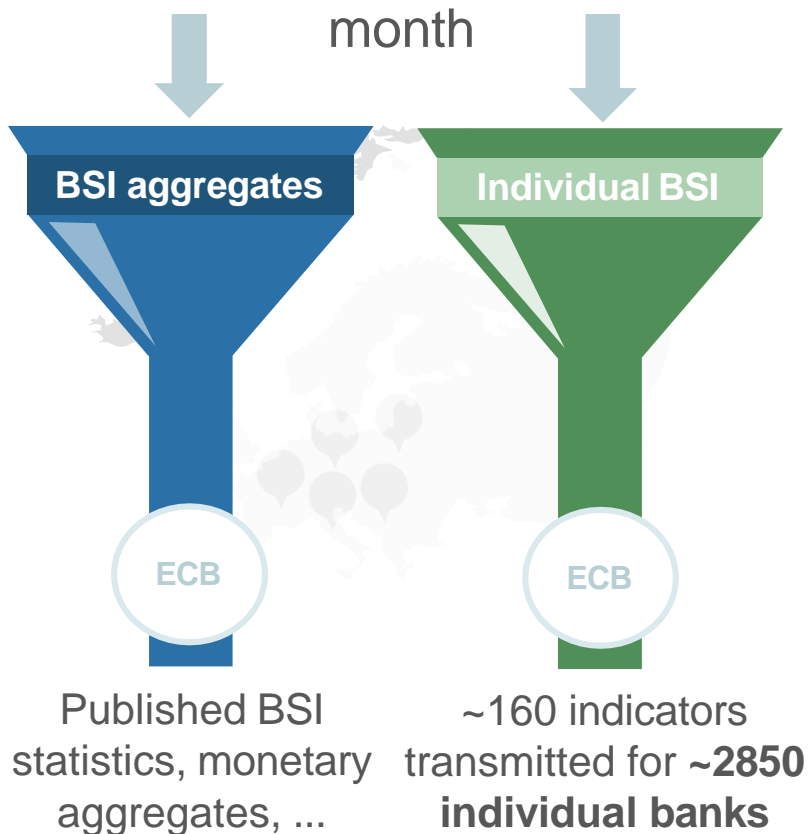 month
BSI aggregates
Individual BSI
ECB
ECB
Published BSI
statistics, monetary
aggregates, ...
~160 indicators
transmitted for ~2850
individual banks